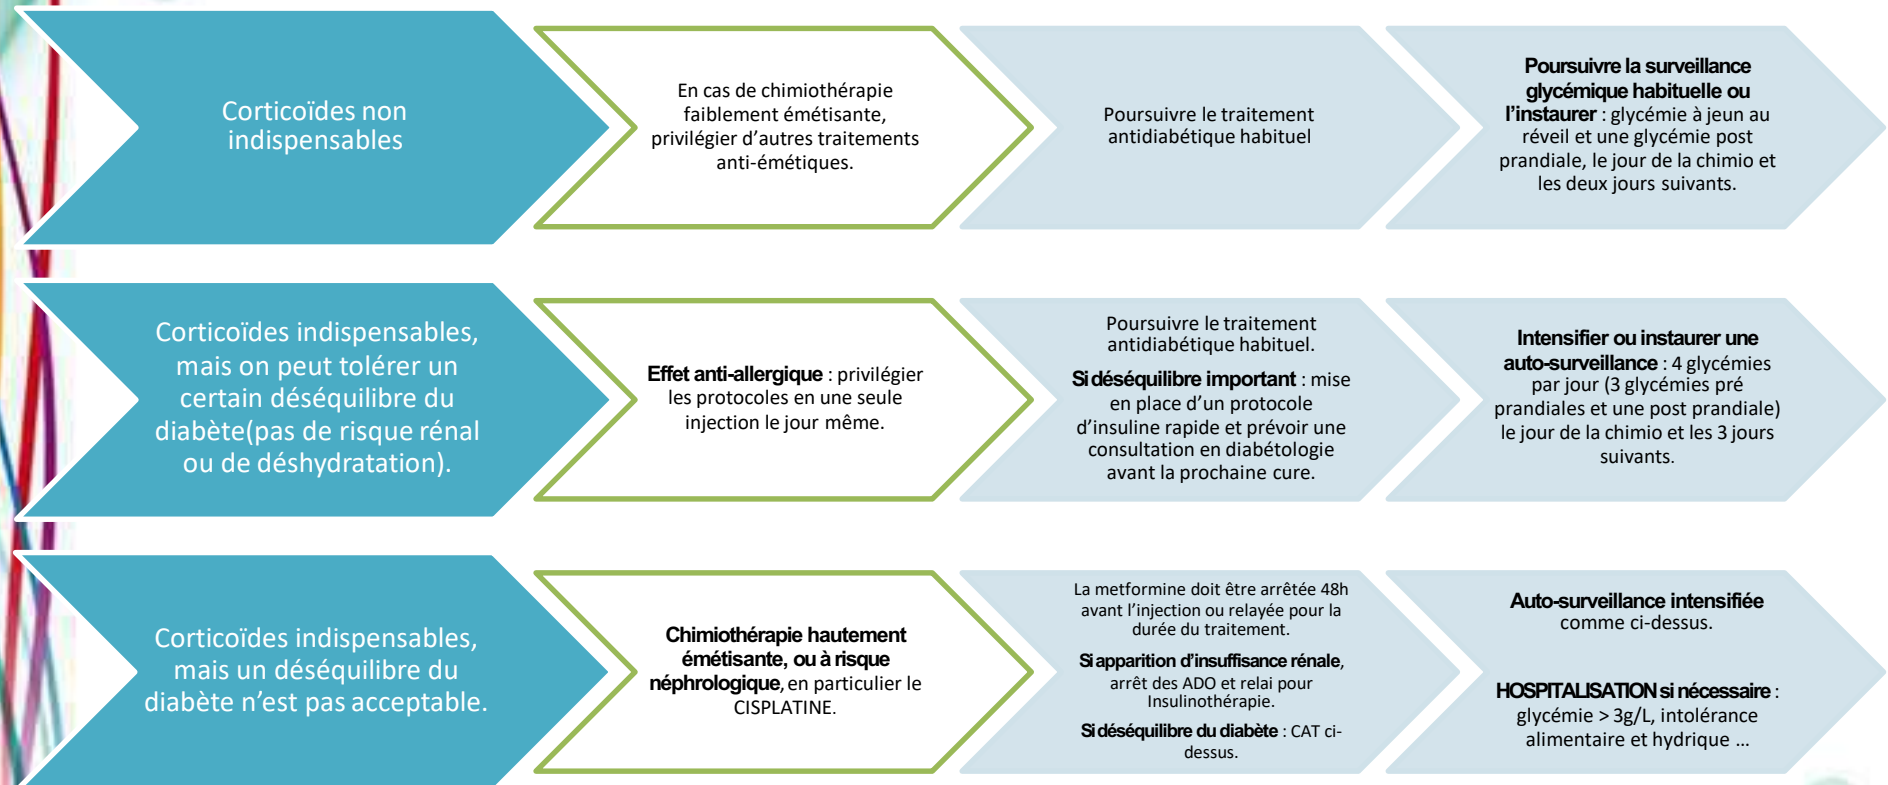 Corticoïdes non
indispensables
En cas de chimiothérapie
faiblement émétisante,
privilégier d’autres traitements
anti-émétiques.
Poursuivre le traitement
antidiabétique habituel
Poursuivre la surveillance
glycémique habituelle ou
l’instaurer : glycémie à jeun au
réveil et une glycémie post
prandiale, le jour de la chimio et
les deux jours suivants.
Corticoïdes indispensables,
mais on peut tolérer un
certain déséquilibre du
diabète(pas de risque rénal
ou de déshydratation).
Effet anti-allergique : privilégier
les protocoles en une seule
injection le jour même.
Poursuivre le traitement
antidiabétique habituel.
Si déséquilibre important : mise
en place d’un protocole
d’insuline rapide et prévoir une
consultation en diabétologie
avant la prochaine cure.
Intensifier ou instaurer une
auto-surveillance : 4 glycémies
par jour (3 glycémies pré
prandiales et une post prandiale)
le jour de la chimio et les 3 jours
suivants.
Corticoïdes indispensables,
mais un déséquilibre du
diabète n’est pas acceptable.
Chimiothérapie hautement
émétisante, ou à risque
néphrologique, en particulier le
CISPLATINE.
La metformine doit être arrêtée 48h
avant l’injection ou relayée pour la
durée du traitement.
Si apparition d’insuffisance rénale,
arrêt des ADO et relai pour
Insulinothérapie.
Si déséquilibre du diabète : CAT ci-
dessus.
Auto-surveillance intensifiée
comme ci-dessus.
HOSPITALISATION si nécessaire :
glycémie > 3g/L, intolérance
alimentaire et hydrique …